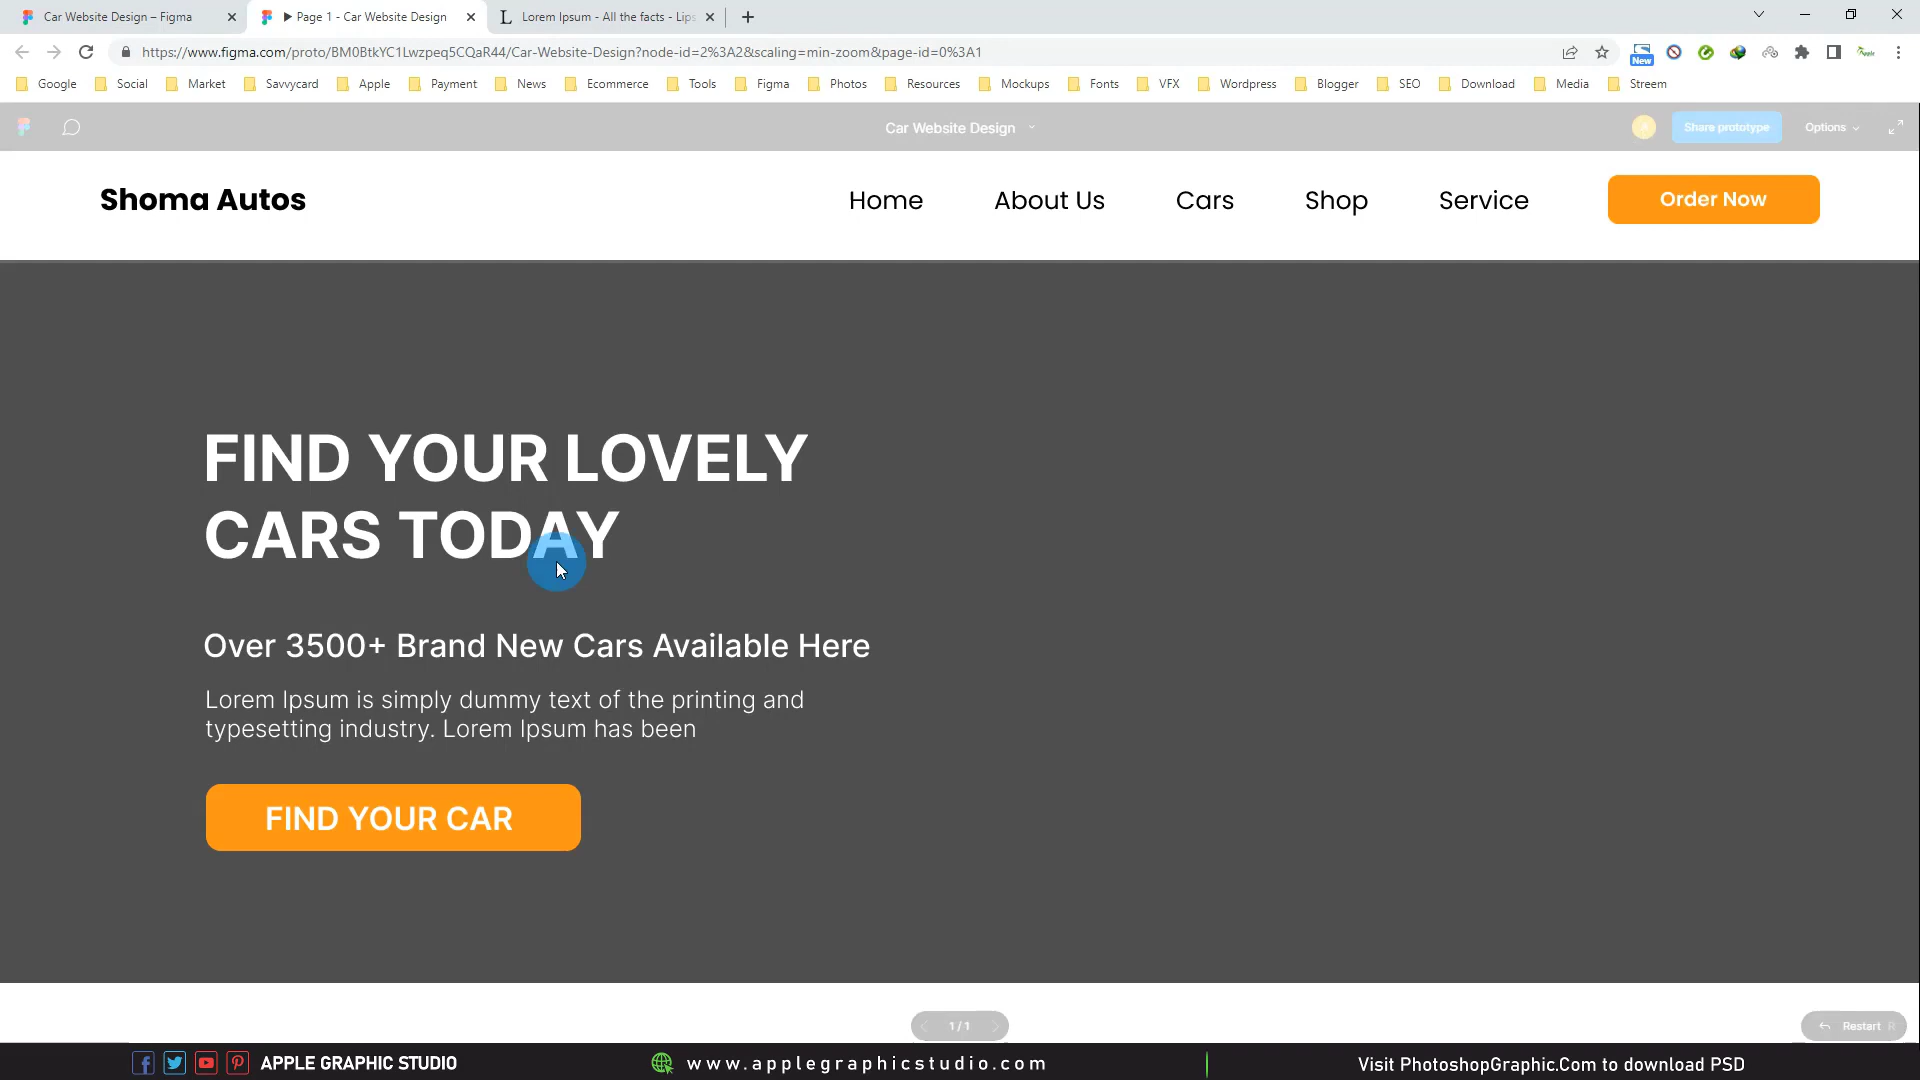 Car Website Design – Figma
Page 1 - Car Website Design
Lorem Ipsum - All the facts - Lips
https://www.figma.com/proto/BM0BtkYC1Lwzpeq5CQaR44/Car-Website-Design?node-id=2%3A2&scaling=min-zoom&page-id=0%3A1
New
Google Social Market Savvycard Apple Payment News Ecommerce Tools Figma Photos Resources Mockups Fonts VFX Wordpress Blogger SEO Download Media Streem
Car Website Design
Share prototype
Options
Shoma Autos
Home
About Us
Cars
Shop
Service
Order Now
FIND YOUR LOVELY
CARS TODAY
Over 3500+ Brand New Cars Available Here
Lorem Ipsum is simply dummy text of the printing and
typesetting industry. Lorem Ipsum has been
FIND YOUR CAR
1 / 1
Restart R
APPLE GRAPHIC STUDIO
www.applegraphicstudio.com
Visit PhotoshopGraphic.Com to download PSD